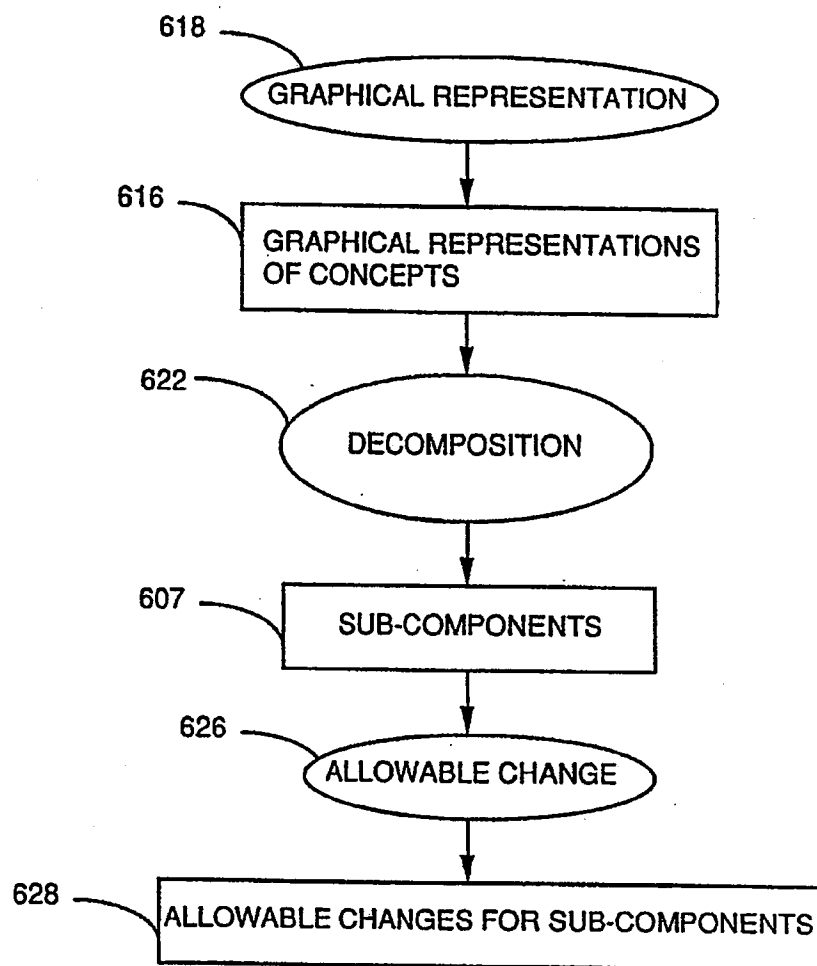 618
GRAPHICAL REPRESENTATION
616
GRAPHICAL REPRESENTATIONS
OF CONCEPTS
622
DECOMPOSITION
607
SUB-COMPONENTS
626
ALLOWABLE CHANGE
628
ALLOWABLE CHANGES FOR SUB-COMPONENTS